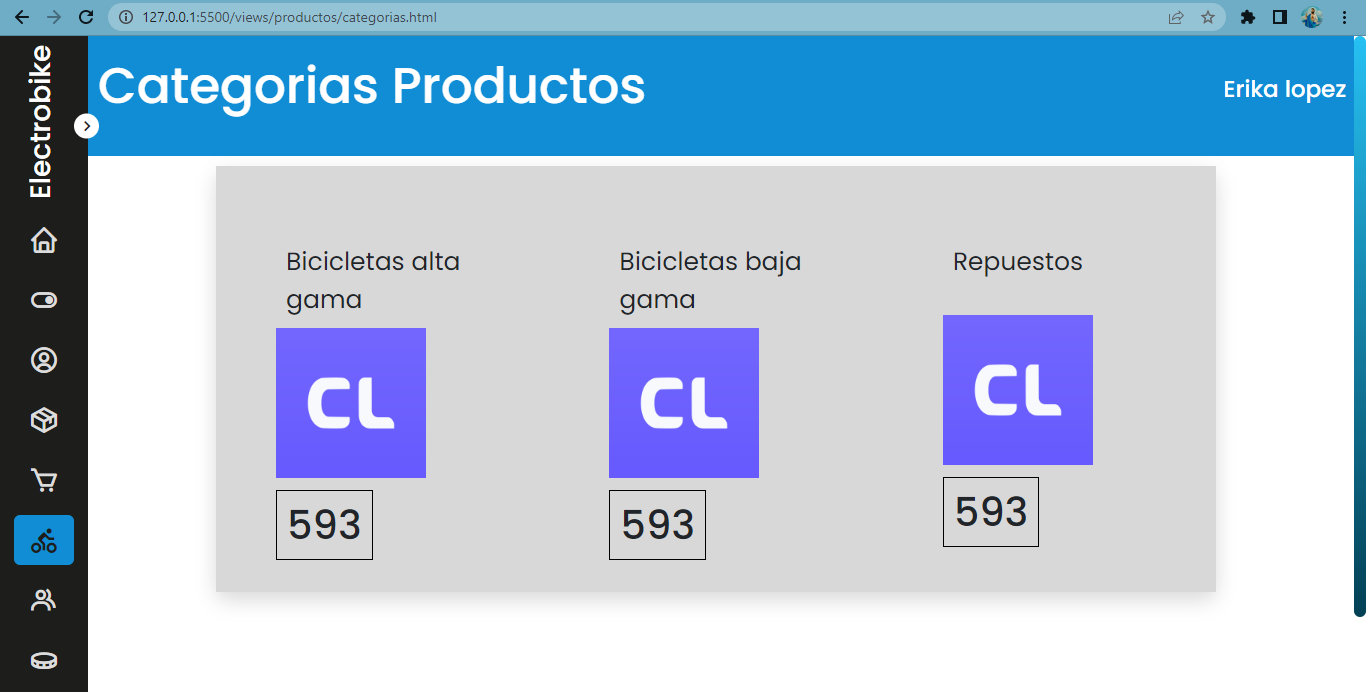 127.0.0.1:5500/views/productos/categorias.html
Electrobike
Categorias Productos
Erika lopez
Bicicletas alta
gama
CL
593
Bicicletas baja
gama
CL
593
Repuestos
CL
593